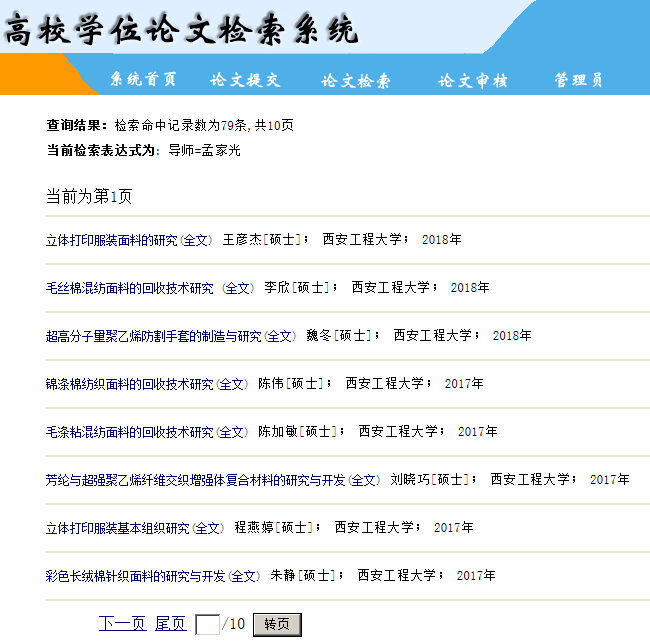 高校学位论文检索系统
系统首页 论文提交 论文检索 论文审核 管理员
查询结果：检索命中记录数为79条,共10页
当前检索表达式为: 导师=孟家光
当前为第1页
立体打印服装面料的研究(全文) 王彦杰[硕士]； 西安工程大学； 2018年
毛丝棉混纺面料的回收技术研究 (全文) 李欣[硕士]； 西安工程大学； 2018年
超高分子量聚乙烯防割手套的制造与研究(全文) 魏冬[硕士]； 西安工程大学； 2018年
锦涤棉纺织面料的回收技术研究(全文) 陈伟[硕士]； 西安工程大学； 2017年
毛涤粘混纺面料的回收技术研究(全文) 陈加敏[硕士]； 西安工程大学； 2017年
芳纶与超强聚乙烯纤维交织增强体复合材料的研究与开发(全文) 刘晓巧[硕士]； 西安工程大学； 2017年
立体打印服装基本组织研究(全文) 程燕婷[硕士]； 西安工程大学； 2017年
彩色长绒棉针织面料的研究与开发(全文) 朱静[硕士]； 西安工程大学； 2017年
下一页 尾页 /10 转页